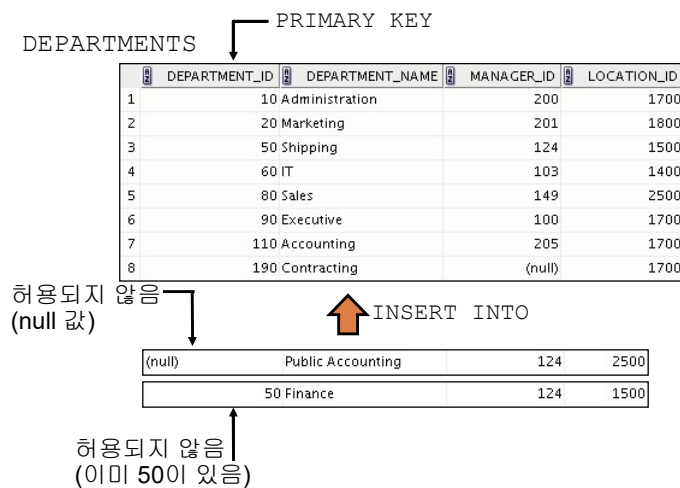 PRIMARY KEY
DEPARTMENTS
DEPARTMENT_ID DEPARTMENT_NAME MANAGER_ID LOCATION_ID
1 10 Administration 200 1700
2 20 Marketing 201 1800
3 50 Shipping 124 1500
4 60 IT 103 1400
5 80 Sales 149 2500
6 90 Executive 100 1700
7 110 Accounting 205 1700
8 190 Contracting (null) 1700
허용되지 않음
(null 값)
INSERT INTO
(null) Public Accounting 124 2500
50 Finance 124 1500
허용되지 않음
(이미 50이 있음)